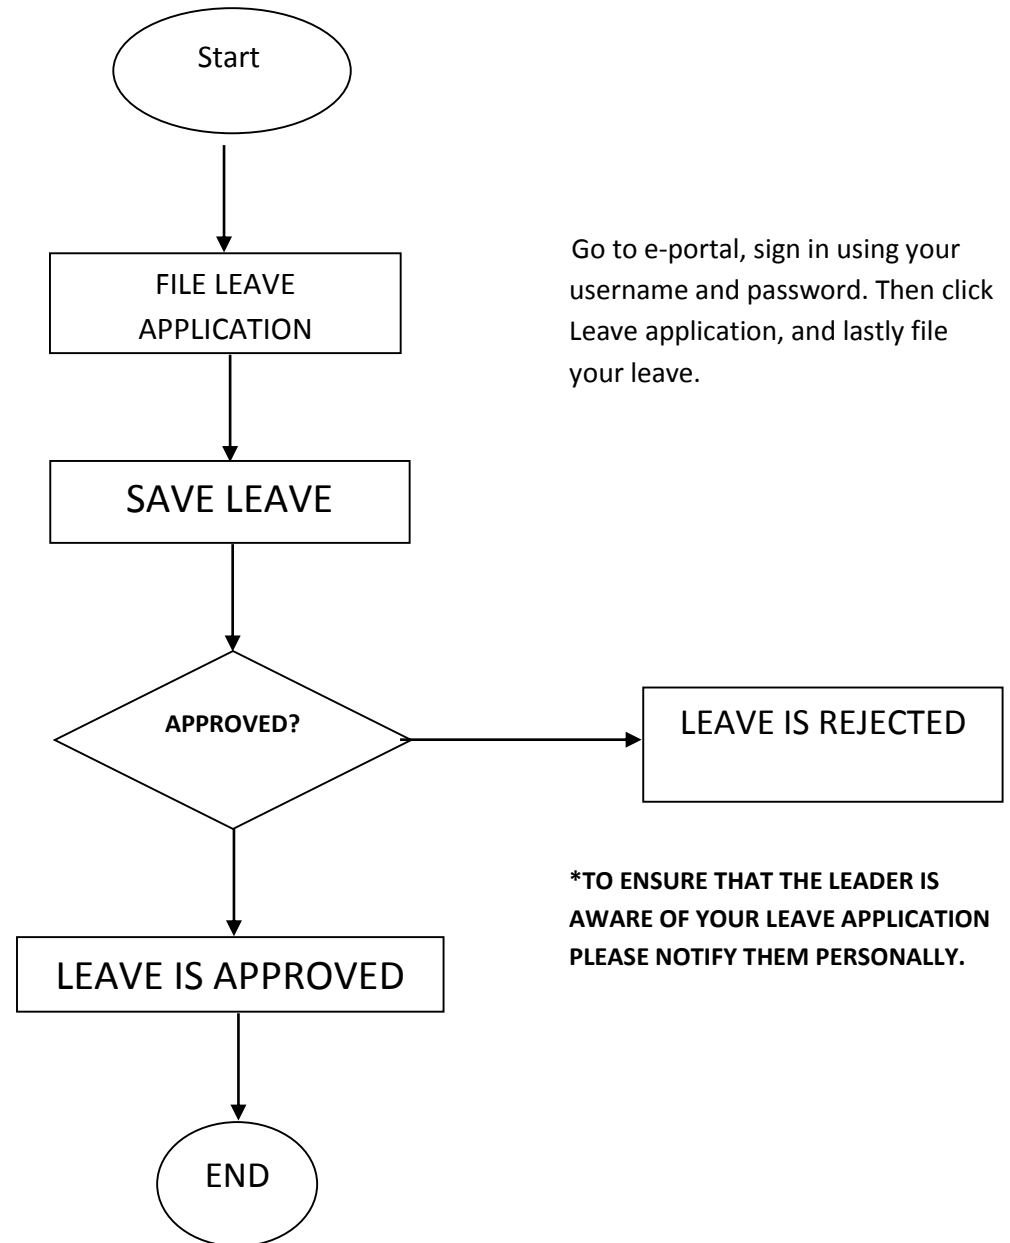 Start
FILE LEAVE
APPLICATION
Go to e-portal, sign in using your
username and password. Then click
Leave application, and lastly file
your leave.
SAVE LEAVE
APPROVED?
LEAVE IS REJECTED
*TO ENSURE THAT THE LEADER IS
AWARE OF YOUR LEAVE APPLICATION
PLEASE NOTIFY THEM PERSONALLY.
LEAVE IS APPROVED
END